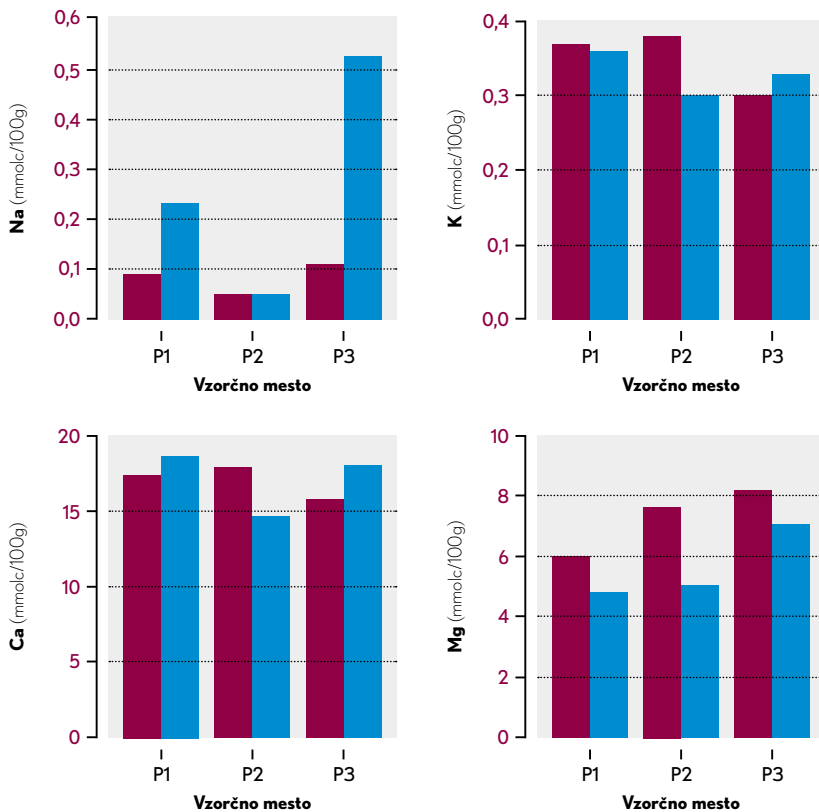 0,6
0,5
0,4
0,3
0,2
0,1
0,0
Na (mmolc/100g)
P1 P2 P3
Vzorčno mesto
0,4
0,3
0,2
0,1
0,0
K (mmolc/100g)
P1 P2 P3
Vzorčno mesto
20
15
10
5
0
Ca (mmolc/100g)
P1 P2 P3
Vzorčno mesto
10
8
6
4
2
0
Mg (mmolc/100g)
P1 P2 P3
Vzorčno mesto